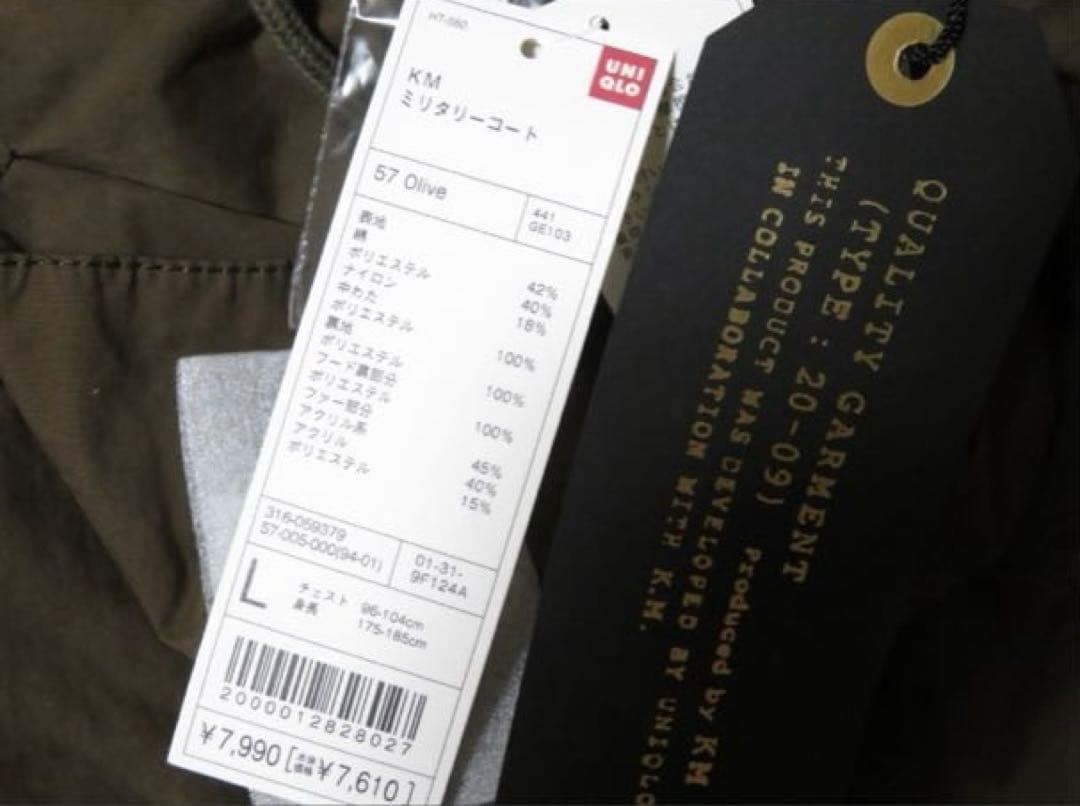 HT-580
UNI
QLO
KM
ミリタリーコート
57 Olive
441
GE103
表地
綿 42%
ポリエステル 40%
ナイロン 18%
中わた
ポリエステル 100%
裏地
ポリエステル 100%
フード裏部分
ポリエステル 100%
ファー部分
アクリル系 45%
アクリル 40%
ポリエステル 15%
316-059379
57-005-000(94-01)
01-31-
9F124A
L
チェスト 96-104cm
身長 175-185cm
2000012828027
¥7,990[本体価格¥7,610]
QUALITY GARMENT
(TYPE : 20-09) Produced by KM
THIS PRODUCT WAS DEVELOPED BY UNIQLO
IN COLLABORATION WITH K.M.